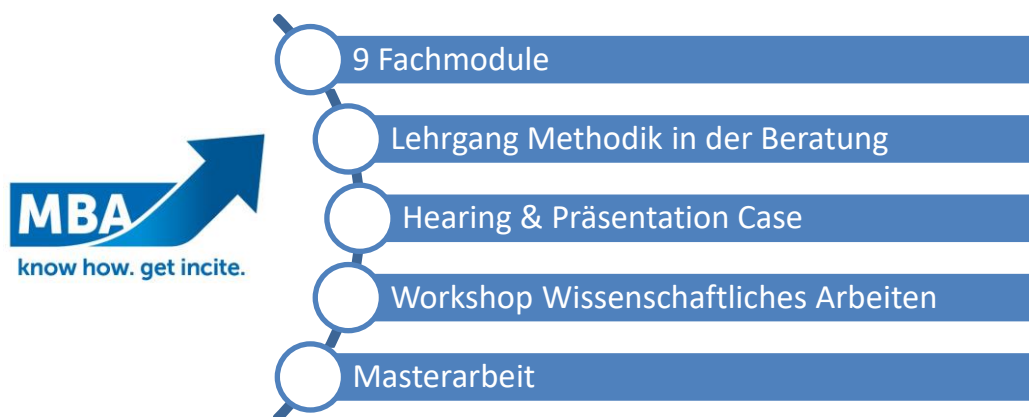 9 Fachmodule
Lehrgang Methodik in der Beratung
MBA
know how. get incite.
Hearing & Präsentation Case
Workshop Wissenschaftliches Arbeiten
Masterarbeit